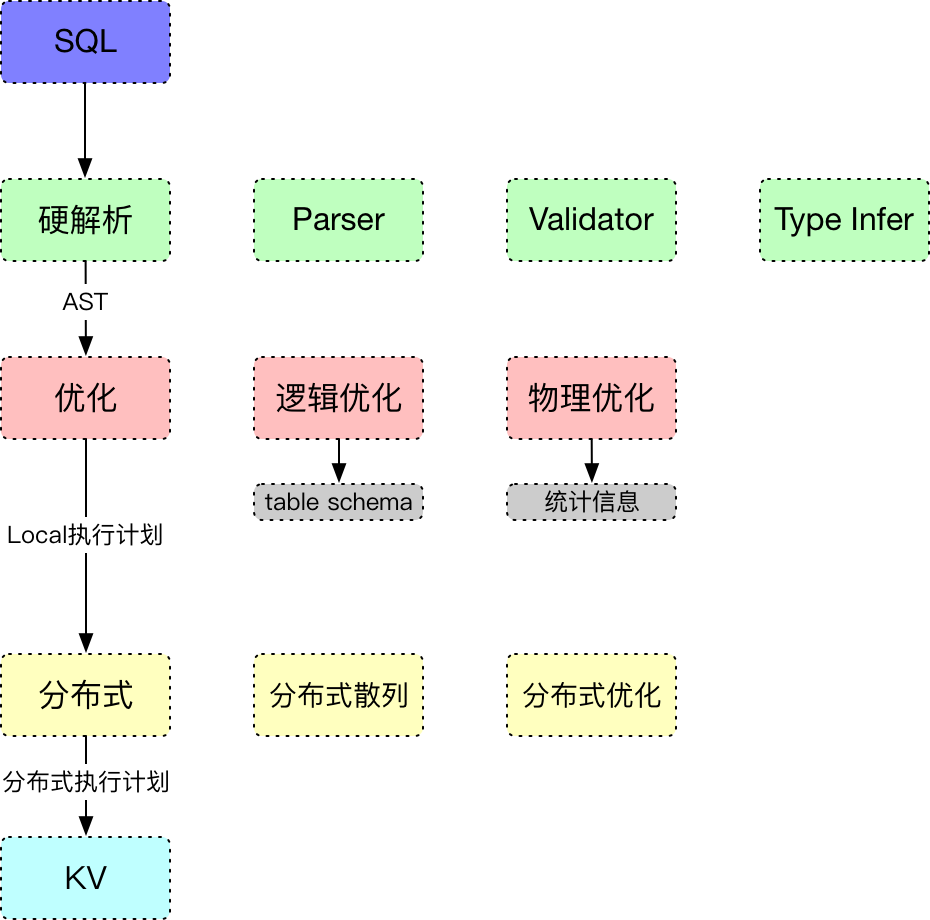 SQL
硬解析
Parser
Validator
Type Infer
AST
优化
逻辑优化
物理优化
table schema
统计信息
Local执行计划
分布式
分布式散列
分布式优化
分布式执行计划
KV